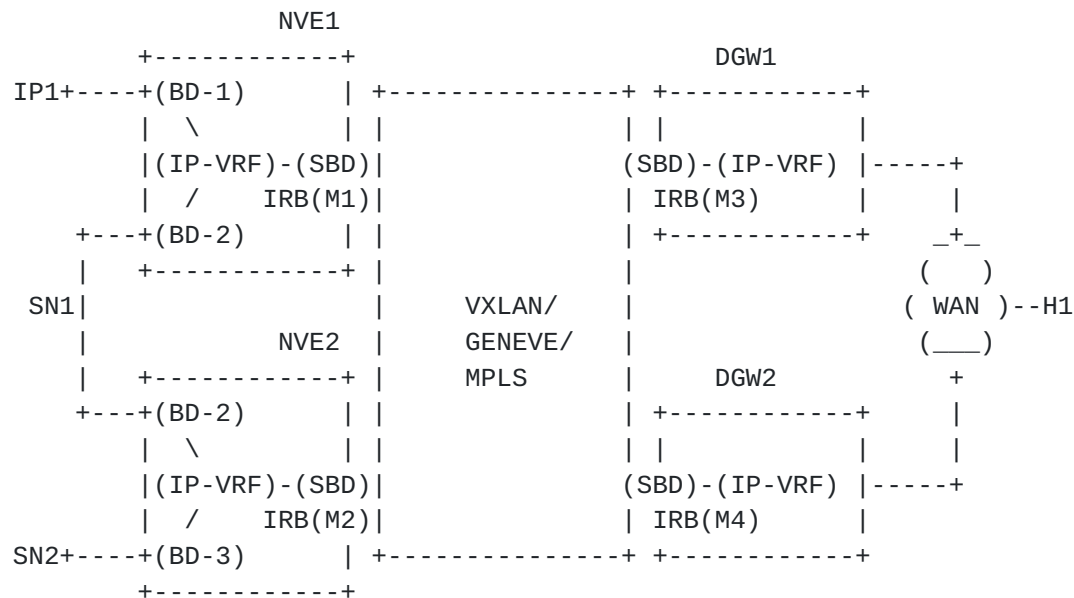 NVE1
        +------------+                       DGW1
IP1+----+(BD-1)      | +---------------+ +------------+
        |  \         | |               | |            |
        |(IP-VRF)-(SBD)|               (SBD)-(IP-VRF) |-----+
        |  /    IRB(M1)|               | IRB(M3)      |     |
    +---+(BD-2)      | |               | +------------+    _+_
    |   +------------+ |               |                  (   )
 SN1|                  |     VXLAN/    |                 ( WAN )--H1
    |            NVE2  |     GENEVE/   |                  (___)
    |   +------------+ |     MPLS      |     DGW2           +
    +---+(BD-2)      | |               | +------------+     |
        |  \         | |               | |            |     |
        |(IP-VRF)-(SBD)|               (SBD)-(IP-VRF) |-----+
        |  /    IRB(M2)|               | IRB(M4)      |
SN2+----+(BD-3)      | +---------------+ +------------+
        +------------+